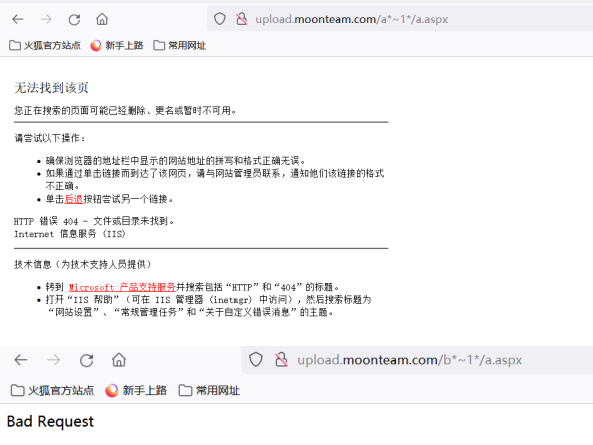 upload.moonteam.com/a*~1*/a.aspx
火狐官方站点 新手上路 常用网址
无法找到该页
您正在搜索的页面可能已经删除、更名或暂时不可用。
请尝试以下操作：
确保浏览器的地址栏中显示的网站地址的拼写和格式正确无误。
如果通过单击链接而到达了该网页，请与网站管理员联系，通知他们该链接的格式
不正确。
单击后退按钮尝试另一个链接。
HTTP 错误 404 - 文件或目录未找到。
Internet 信息服务 (IIS)
技术信息（为技术支持人员提供）
转到 Microsoft 产品支持服务并搜索包括“HTTP”和“404”的标题。
打开“IIS 帮助”（可在 IIS 管理器 (inetmgr) 中访问），然后搜索标题为
“网站设置”、“常规管理任务”和“关于自定义错误消息”的主题。
upload.moonteam.com/b*~1*/a.aspx
火狐官方站点 新手上路 常用网址
Bad Request